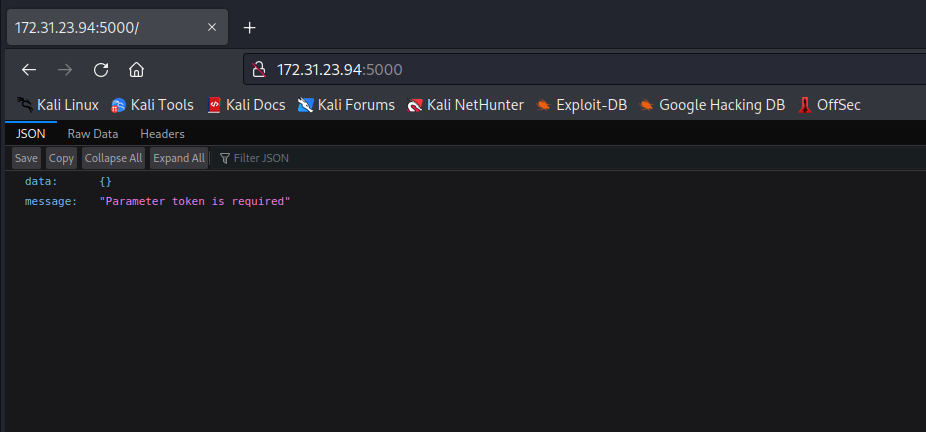 172.31.23.94:5000/
172.31.23.94:5000
Kali Linux Kali Tools Kali Docs Kali Forums Kali NetHunter Exploit-DB Google Hacking DB OffSec
JSON Raw Data Headers
Save Copy Collapse All Expand All Filter JSON
data: {}
message: "Parameter token is required"